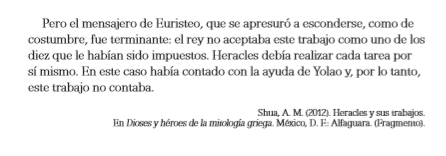 Pero el mensajero de Euristeo, que se apresuró a esconderse, como de
costumbre, fue terminante: el rey no aceptaba este trabajo como uno de los
diez que le habían sido impuestos. Heracles debía realizar cada tarea por
sí mismo. En este caso había contado con la ayuda de Yolao y, por lo tanto,
este trabajo no contaba.
Shua, A. M. (2012). Heracles y sus trabajos.
En Dioses y héroes de la mitología griega. México, D. F.: Alfaguara. (Fragmento).